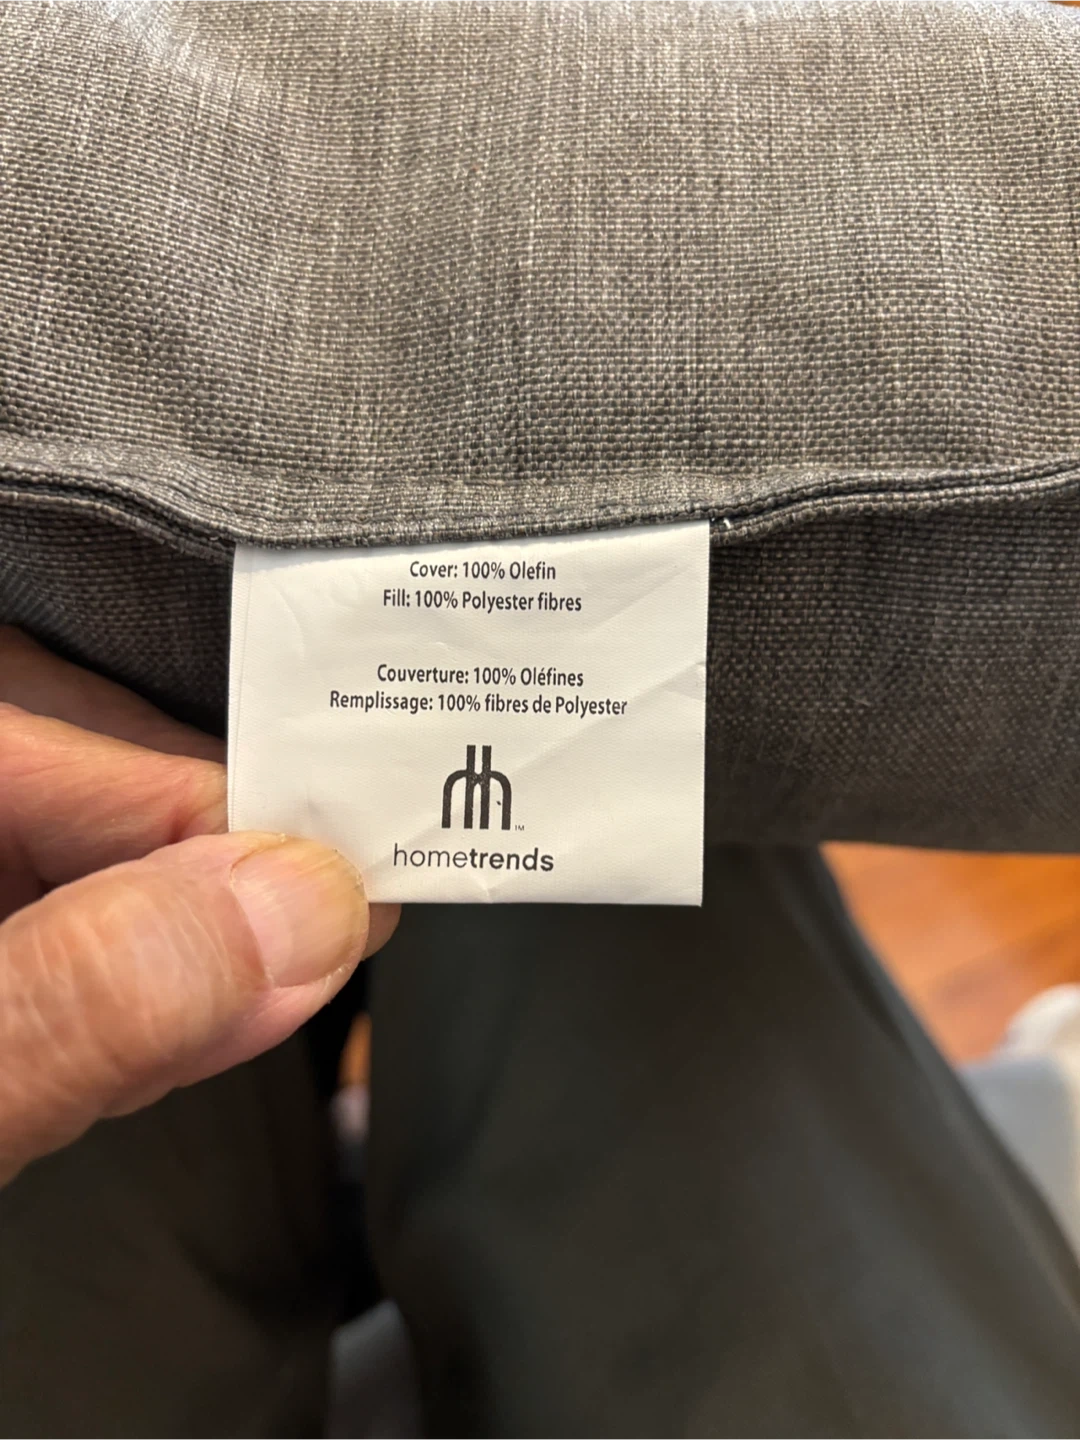 Cover: 100% Olefin
Fill: 100% Polyester fibres
Couverture: 100% Oléfines
Remplissage: 100% fibres de Polyester
TM
hometrends